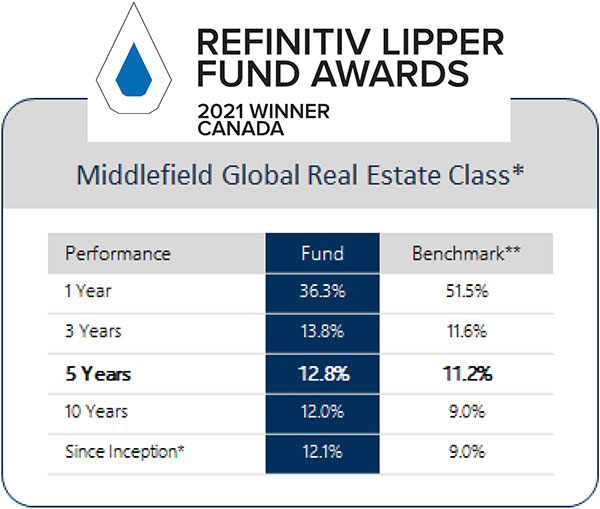 REFINITIV LIPPER
FUND AWARDS
2021 WINNER
CANADA
Middlefield Global Real Estate Class*
Performance Fund Benchmark**
1 Year 36.3% 51.5%
3 Years 13.8% 11.6%
5 Years 12.8% 11.2%
10 Years 12.0% 9.0%
Since Inception* 12.1% 9.0%